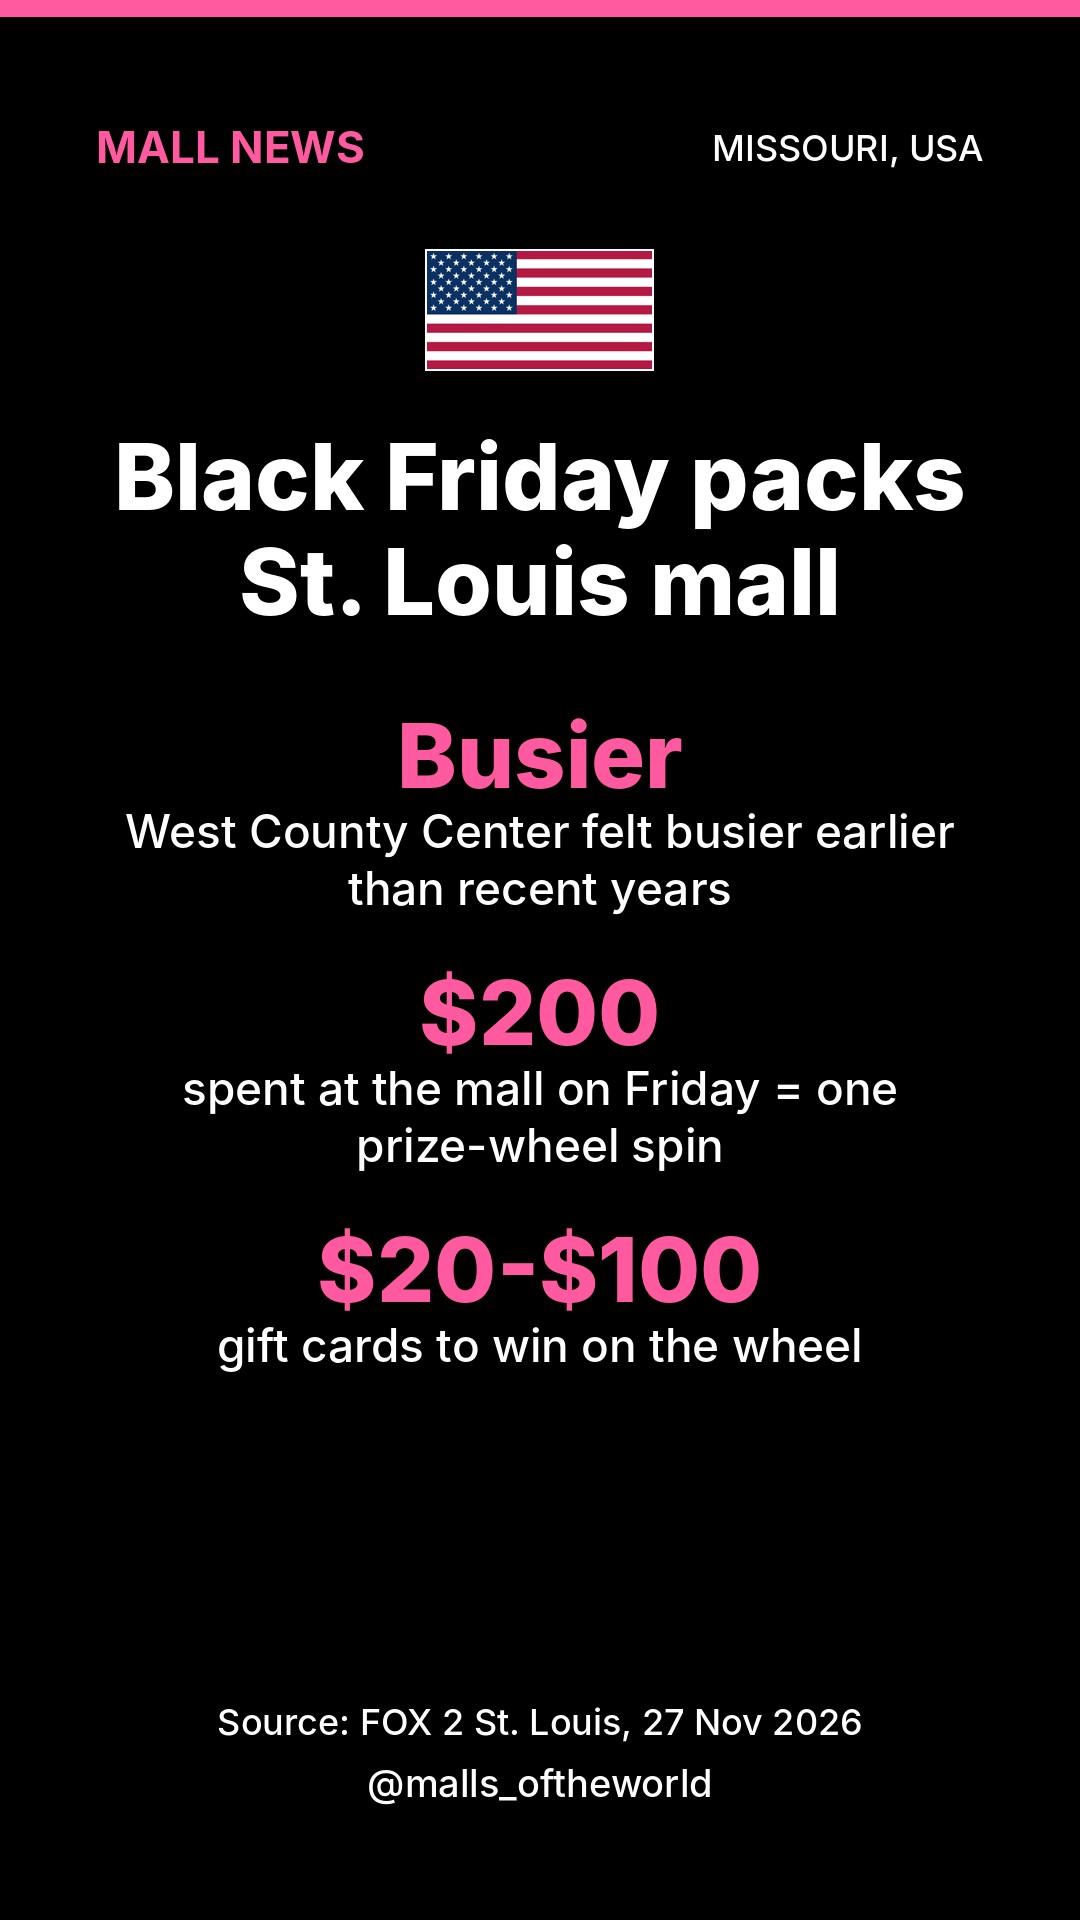 MALL NEWS
MISSOURI, USA
Black Friday packs
St. Louis mall
Busier
West County Center felt busier earlier
than recent years
$200
spent at the mall on Friday = one
prize-wheel spin
$20-$100
gift cards to win on the wheel
Source: FOX 2 St. Louis, 27 Nov 2026
@malls_oftheworld